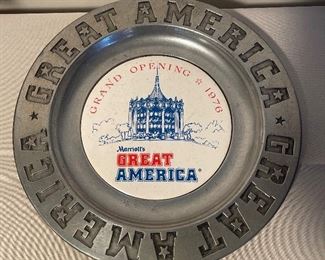 GREAT AMERICA ★ GREAT AMERICA ★
GRAND OPENING ☆ 1976
Marriott's
GREAT
AMERICA®